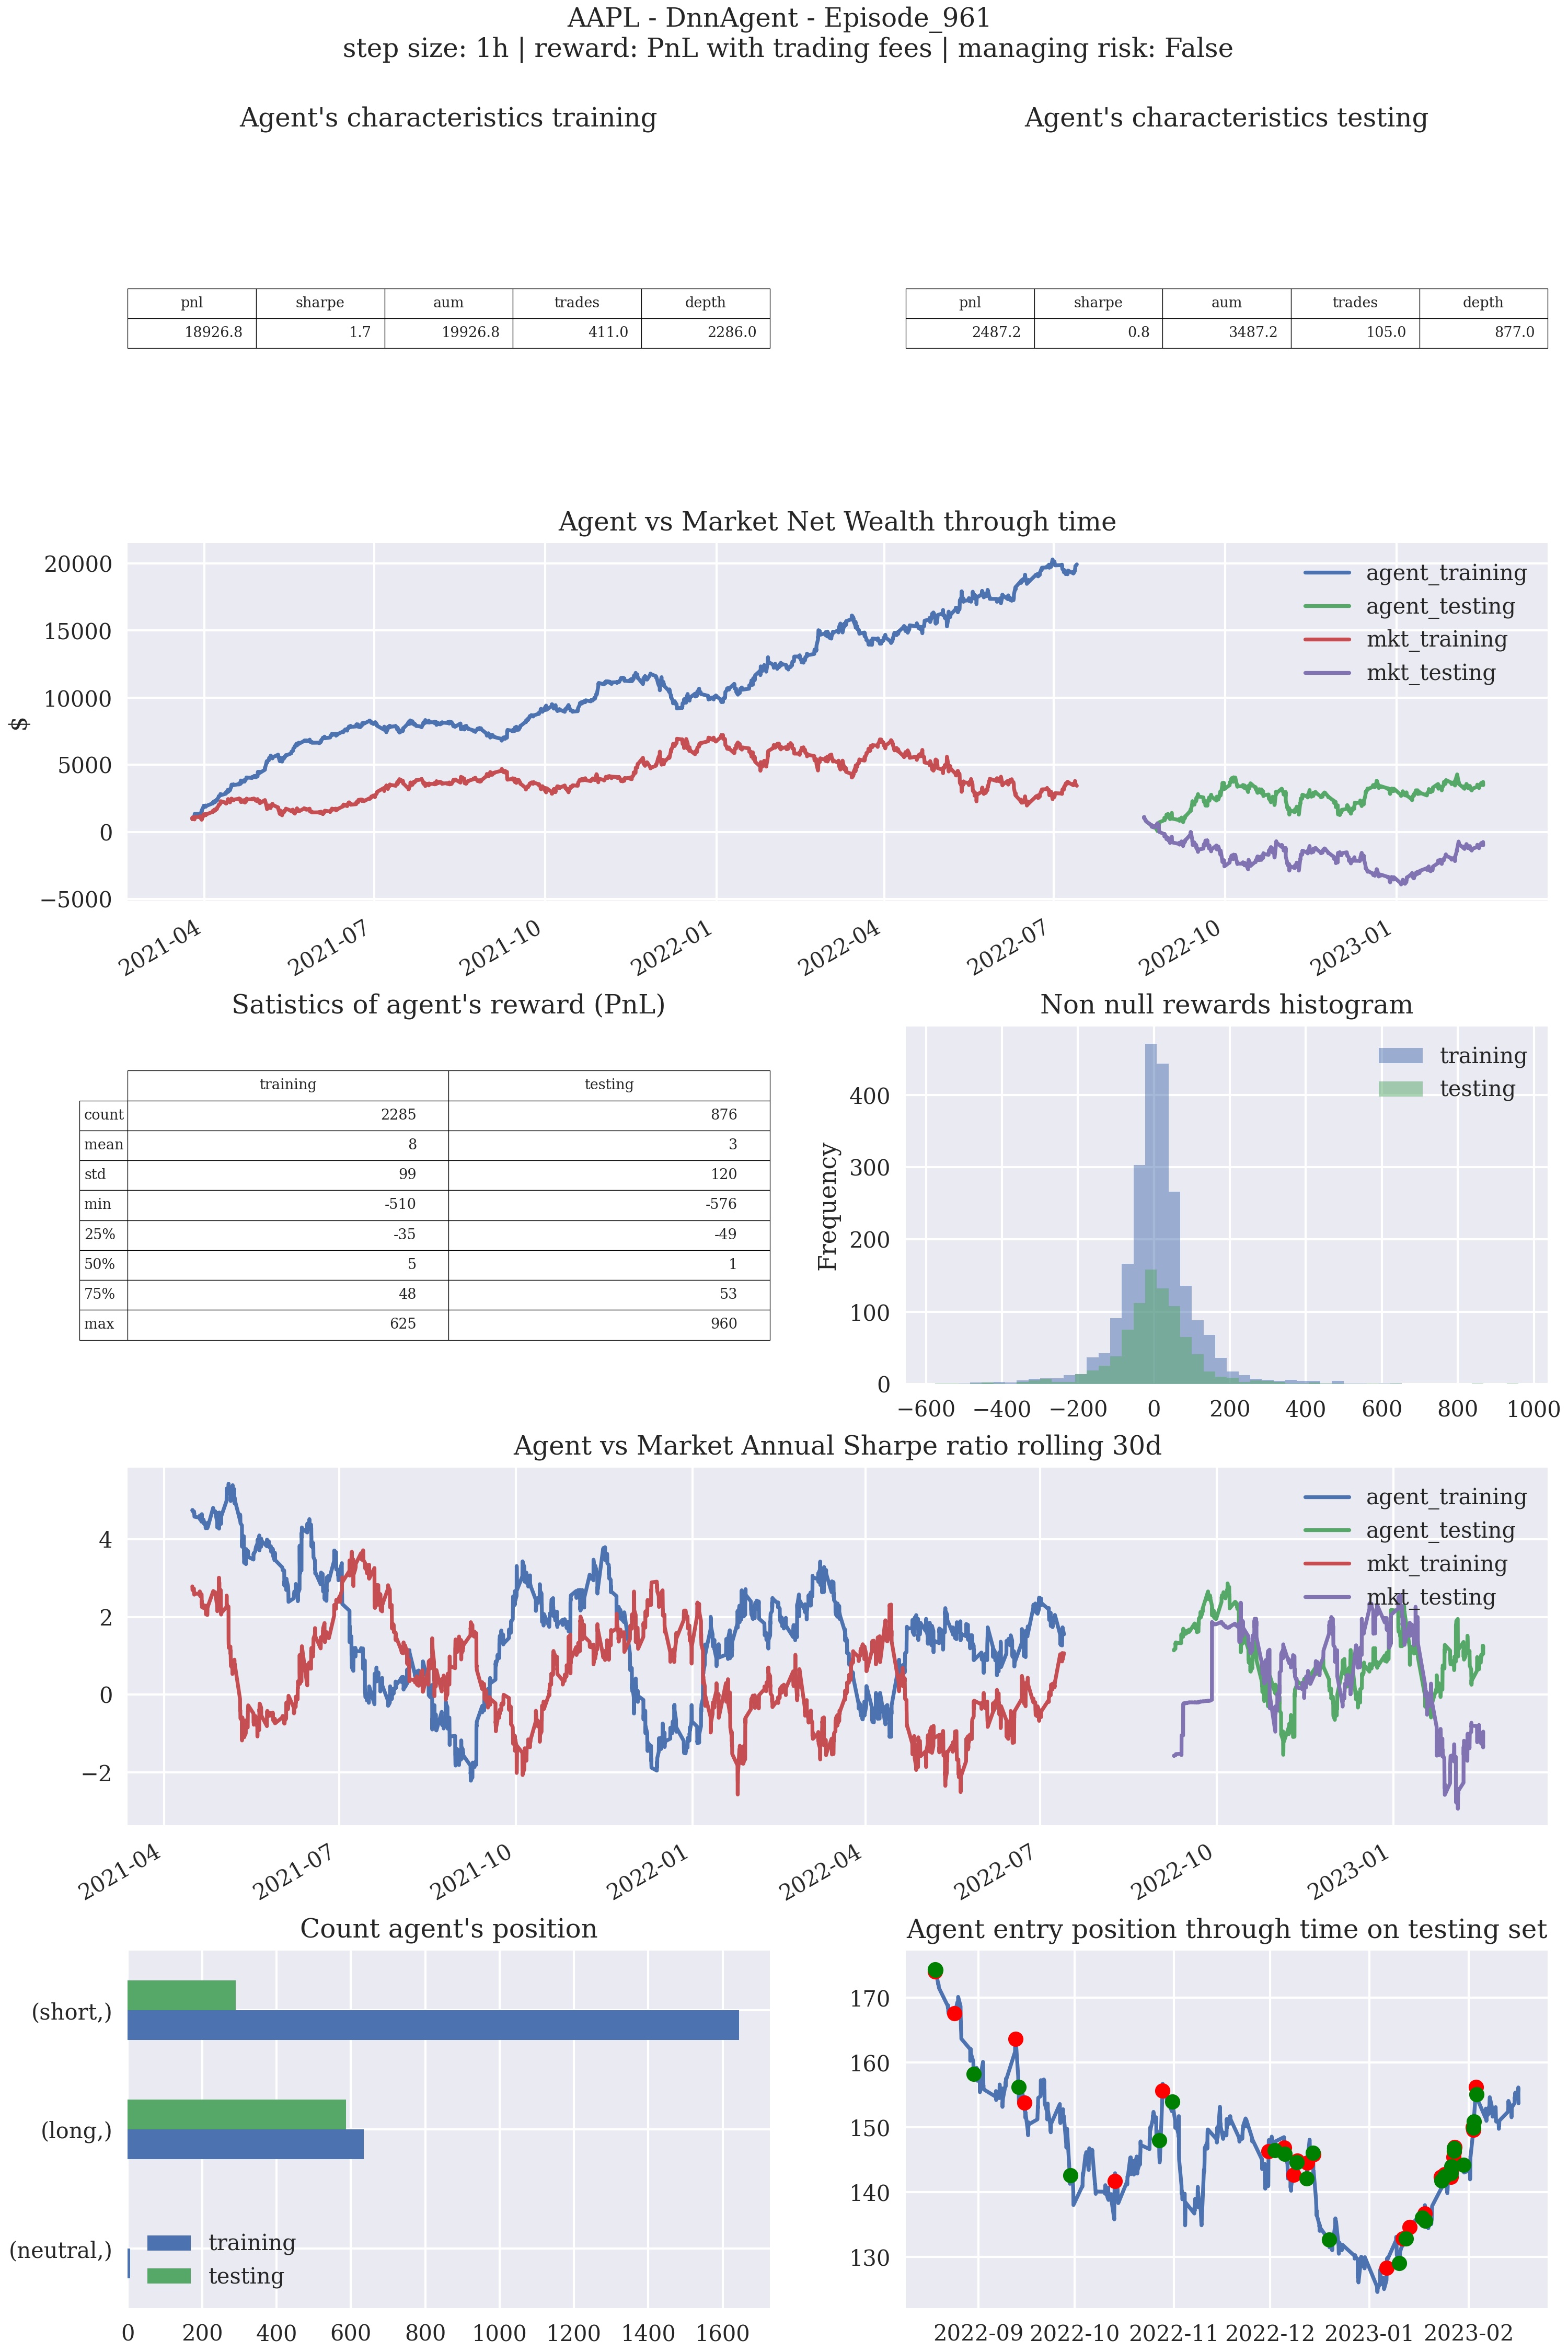 AAPL - DnnAgent - Episode_961
step size: 1h | reward: PnL with trading fees | managing risk: False
Agent's characteristics training
pnl sharpe aum trades depth
18926.8 1.7 19926.8 411.0 2286.0
Agent's characteristics testing
pnl sharpe aum trades depth
2487.2 0.8 3487.2 105.0 877.0
Agent vs Market Net Wealth through time
$
20000
15000
10000
5000
0
−5000
agent_training
agent_testing
mkt_training
mkt_testing
2021-04 2021-07 2021-10 2022-01 2022-04 2022-07 2022-10 2023-01
Satistics of agent's reward (PnL)
training testing
count 2285 876
mean 8 3
std 99 120
min -510 -576
25% -35 -49
50% 5 1
75% 48 53
max 625 960
Non null rewards histogram
Frequency
400
300
200
100
0
training
testing
−600 −400 −200 0 200 400 600 800 1000
Agent vs Market Annual Sharpe ratio rolling 30d
4
2
0
−2
agent_training
agent_testing
mkt_training
mkt_testing
2021-04 2021-07 2021-10 2022-01 2022-04 2022-07 2022-10 2023-01
Count agent's position
(short,)
(long,)
(neutral,)
training
testing
0 200 400 600 800 1000 1200 1400 1600
Agent entry position through time on testing set
170
160
150
140
130
2022-09 2022-10 2022-11 2022-12 2023-01 2023-02